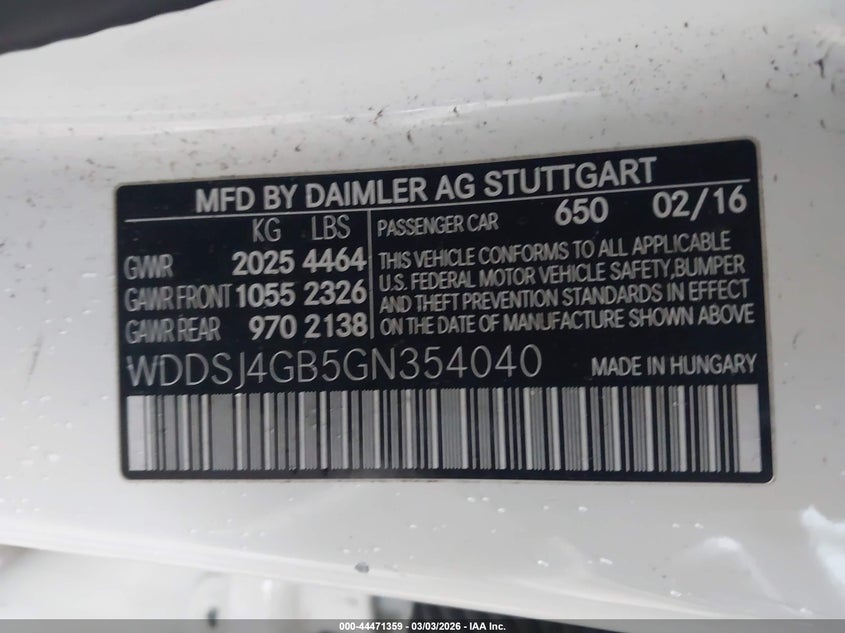 MFD BY DAIMLER AG STUTTGART
KG LBS
GVWR 2025 4464
GAWR FRONT 1055 2326
GAWR REAR 970 2138
PASSENGER CAR 650 02/16
THIS VEHICLE CONFORMS TO ALL APPLICABLE
U.S. FEDERAL MOTOR VEHICLE SAFETY,BUMPER
AND THEFT PREVENTION STANDARDS IN EFFECT
ON THE DATE OF MANUFACTURE SHOWN ABOVE
WDDSJ4GB5GN354040 MADE IN HUNGARY
000-44471359 - 03/03/2026 - IAA Inc.